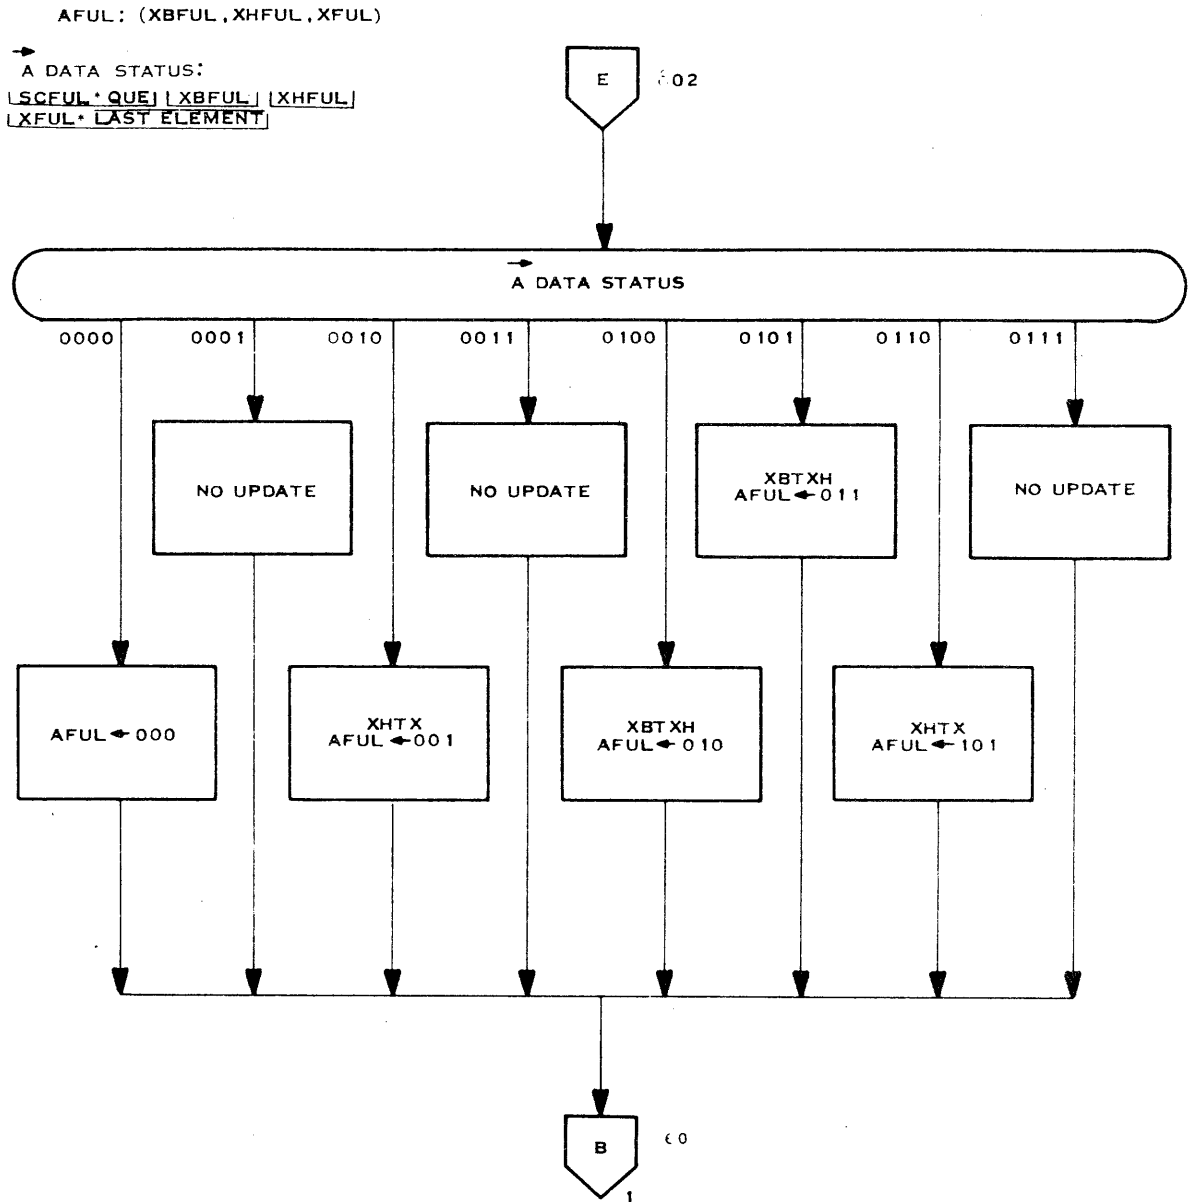 AFUL: (XBFUL, XHFUL, XFUL)
A DATA STATUS:
SCFUL • QUE XBFUL XHFUL
XFUL • LAST ELEMENT
E
A DATA STATUS
0000 0001 0010 0011 0100 0101 0110 0111
NO UPDATE
NO UPDATE
XBTXH
AFUL←011
NO UPDATE
AFUL←000
XHTX
AFUL←001
XBTXH
AFUL←010
XHTX
AFUL←101
B
1